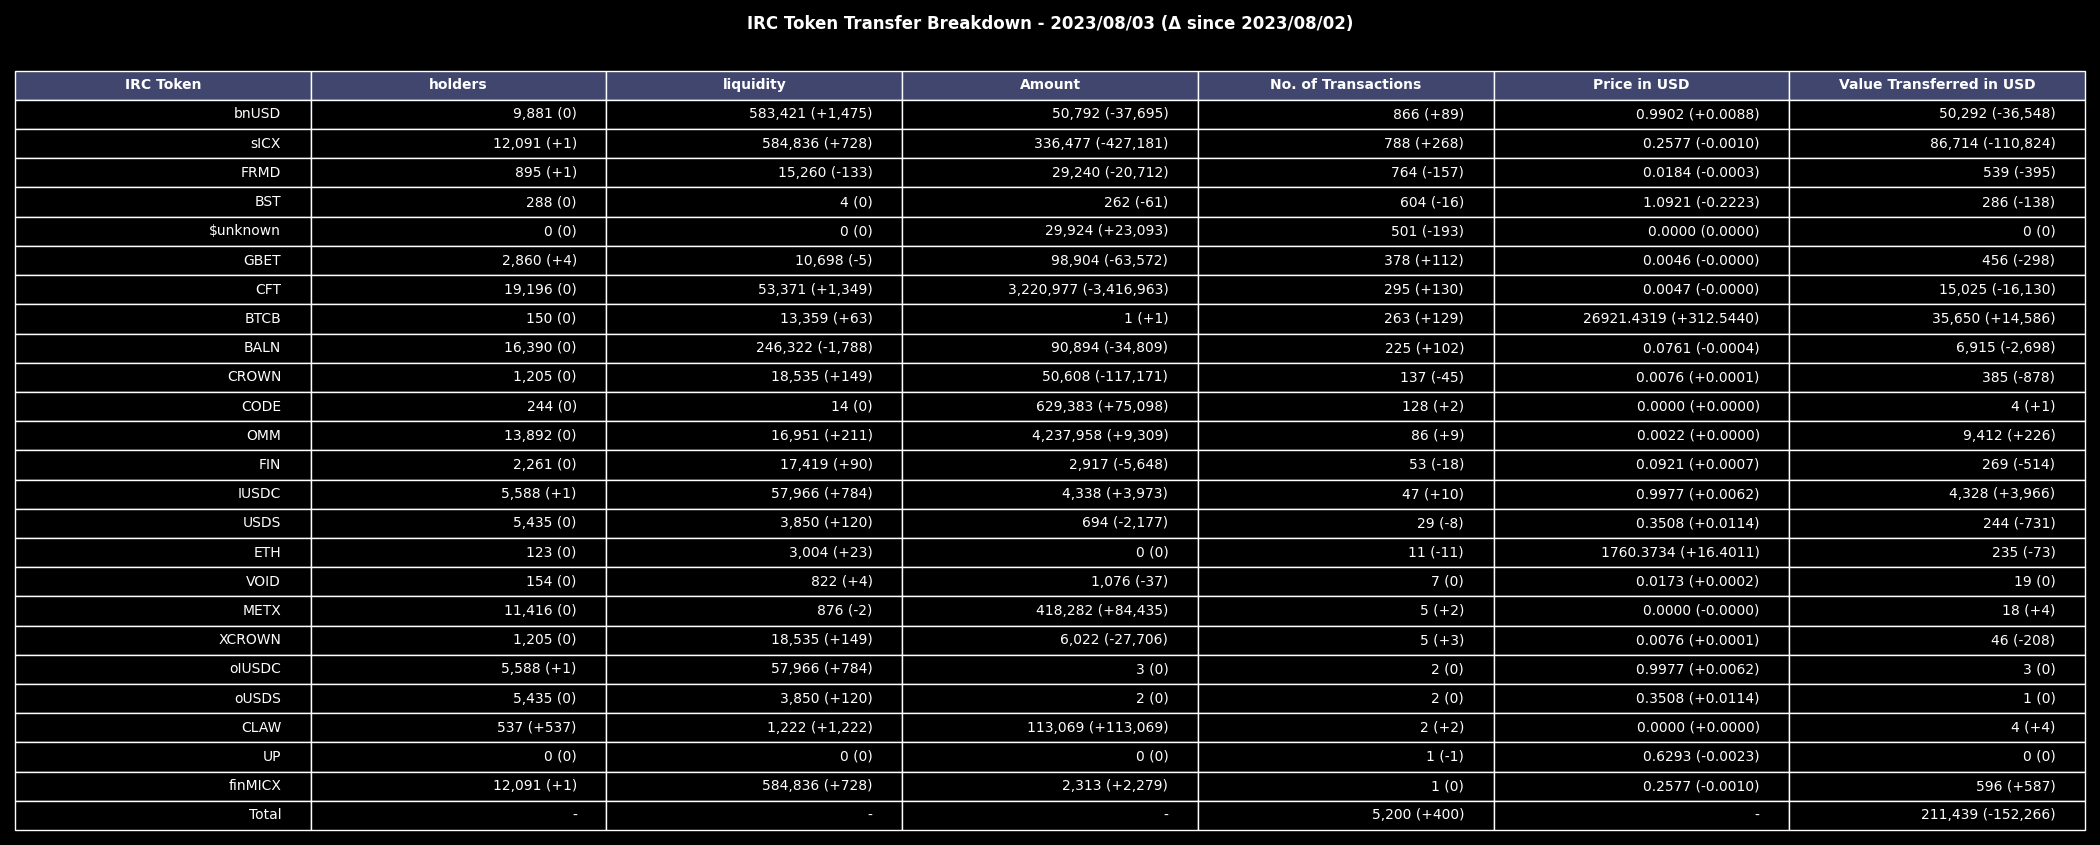 IRC Token Transfer Breakdown - 2023/08/03 (Δ since 2023/08/02)
IRC Token holders liquidity Amount No. of Transactions Price in USD Value Transferred in USD
bnUSD 9,881 (0) 583,421 (+1,475) 50,792 (-37,695) 866 (+89) 0.9902 (+0.0088) 50,292 (-36,548)
sICX 12,091 (+1) 584,836 (+728) 336,477 (-427,181) 788 (+268) 0.2577 (-0.0010) 86,714 (-110,824)
FRMD 895 (+1) 15,260 (-133) 29,240 (-20,712) 764 (-157) 0.0184 (-0.0003) 539 (-395)
BST 288 (0) 4 (0) 262 (-61) 604 (-16) 1.0921 (-0.2223) 286 (-138)
$unknown 0 (0) 0 (0) 29,924 (+23,093) 501 (-193) 0.0000 (0.0000) 0 (0)
GBET 2,860 (+4) 10,698 (-5) 98,904 (-63,572) 378 (+112) 0.0046 (-0.0000) 456 (-298)
CFT 19,196 (0) 53,371 (+1,349) 3,220,977 (-3,416,963) 295 (+130) 0.0047 (-0.0000) 15,025 (-16,130)
BTCB 150 (0) 13,359 (+63) 1 (+1) 263 (+129) 26921.4319 (+312.5440) 35,650 (+14,586)
BALN 16,390 (0) 246,322 (-1,788) 90,894 (-34,809) 225 (+102) 0.0761 (-0.0004) 6,915 (-2,698)
CROWN 1,205 (0) 18,535 (+149) 50,608 (-117,171) 137 (-45) 0.0076 (+0.0001) 385 (-878)
CODE 244 (0) 14 (0) 629,383 (+75,098) 128 (+2) 0.0000 (+0.0000) 4 (+1)
OMM 13,892 (0) 16,951 (+211) 4,237,958 (+9,309) 86 (+9) 0.0022 (+0.0000) 9,412 (+226)
FIN 2,261 (0) 17,419 (+90) 2,917 (-5,648) 53 (-18) 0.0921 (+0.0007) 269 (-514)
IUSDC 5,588 (+1) 57,966 (+784) 4,338 (+3,973) 47 (+10) 0.9977 (+0.0062) 4,328 (+3,966)
USDS 5,435 (0) 3,850 (+120) 694 (-2,177) 29 (-8) 0.3508 (+0.0114) 244 (-731)
ETH 123 (0) 3,004 (+23) 0 (0) 11 (-11) 1760.3734 (+16.4011) 235 (-73)
VOID 154 (0) 822 (+4) 1,076 (-37) 7 (0) 0.0173 (+0.0002) 19 (0)
METX 11,416 (0) 876 (-2) 418,282 (+84,435) 5 (+2) 0.0000 (-0.0000) 18 (+4)
XCROWN 1,205 (0) 18,535 (+149) 6,022 (-27,706) 5 (+3) 0.0076 (+0.0001) 46 (-208)
oIUSDC 5,588 (+1) 57,966 (+784) 3 (0) 2 (0) 0.9977 (+0.0062) 3 (0)
oUSDS 5,435 (0) 3,850 (+120) 2 (0) 2 (0) 0.3508 (+0.0114) 1 (0)
CLAW 537 (+537) 1,222 (+1,222) 113,069 (+113,069) 2 (+2) 0.0000 (+0.0000) 4 (+4)
UP 0 (0) 0 (0) 0 (0) 1 (-1) 0.6293 (-0.0023) 0 (0)
finMICX 12,091 (+1) 584,836 (+728) 2,313 (+2,279) 1 (0) 0.2577 (-0.0010) 596 (+587)
Total - - - 5,200 (+400) - 211,439 (-152,266)